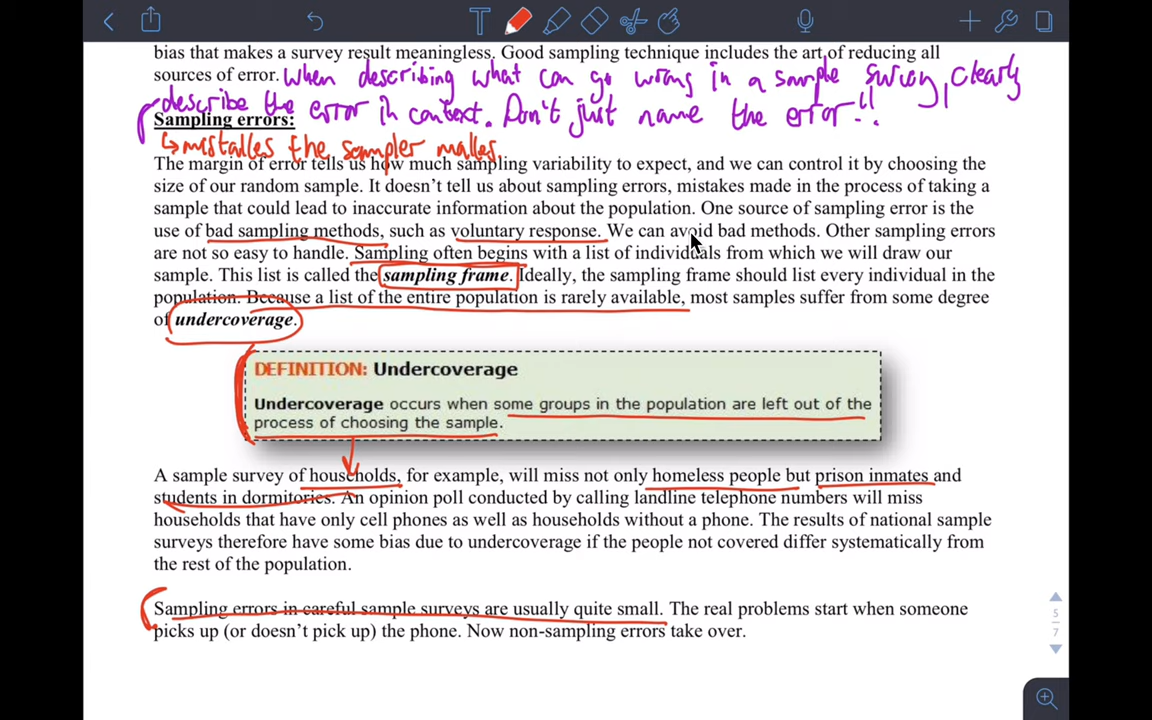 bias that makes a survey result meaningless. Good sampling technique includes the art of reducing all
sources of error. When describing what can go wrong in a sample survey, clearly
describe the error in context. Don't just name the error!!
Sampling errors:
↳ mistakes the sampler makes
The margin of error tells us how much sampling variability to expect, and we can control it by choosing the
size of our random sample. It doesn't tell us about sampling errors, mistakes made in the process of taking a
sample that could lead to inaccurate information about the population. One source of sampling error is the
use of bad sampling methods, such as voluntary response. We can avoid bad methods. Other sampling errors
are not so easy to handle. Sampling often begins with a list of individuals from which we will draw our
sample. This list is called the sampling frame. Ideally, the sampling frame should list every individual in the
population. Because a list of the entire population is rarely available, most samples suffer from some degree
of undercoverage.
DEFINITION: Undercoverage
Undercoverage occurs when some groups in the population are left out of the
process of choosing the sample.
A sample survey of households, for example, will miss not only homeless people but prison inmates and
students in dormitories. An opinion poll conducted by calling landline telephone numbers will miss
households that have only cell phones as well as households without a phone. The results of national sample
surveys therefore have some bias due to undercoverage if the people not covered differ systematically from
the rest of the population.
Sampling errors in careful sample surveys are usually quite small. The real problems start when someone
picks up (or doesn't pick up) the phone. Now non-sampling errors take over.
5
7